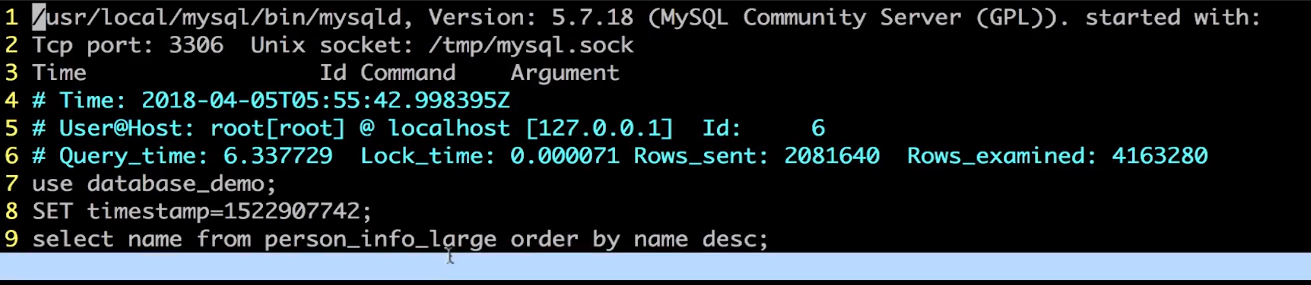 1 /usr/local/mysql/bin/mysqld, Version: 5.7.18 (MySQL Community Server (GPL)). started with:
2 Tcp port: 3306  Unix socket: /tmp/mysql.sock
3 Time                 Id Command    Argument
4 # Time: 2018-04-05T05:55:42.998395Z
5 # User@Host: root[root] @ localhost [127.0.0.1]  Id:     6
6 # Query_time: 6.337729  Lock_time: 0.000071 Rows_sent: 2081640  Rows_examined: 4163280
7 use database_demo;
8 SET timestamp=1522907742;
9 select name from person_info_large order by name desc;